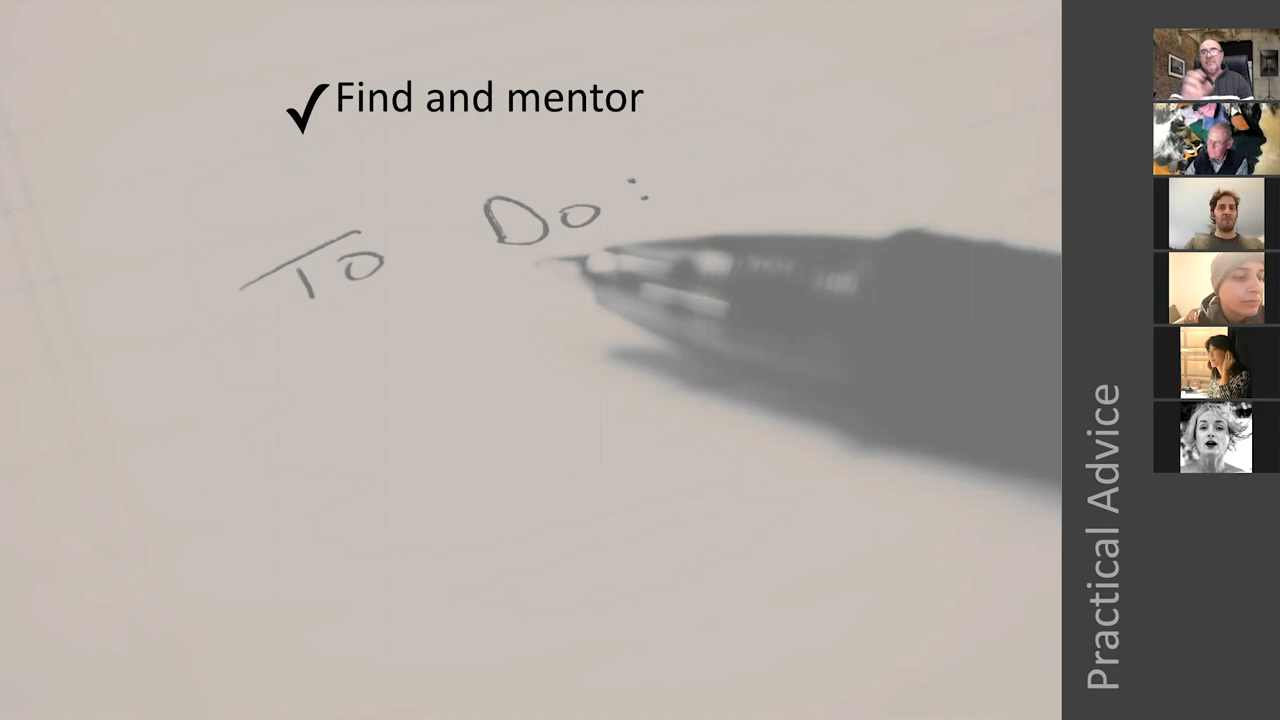 ✓Find and mentor
To Do:
Practical Advice